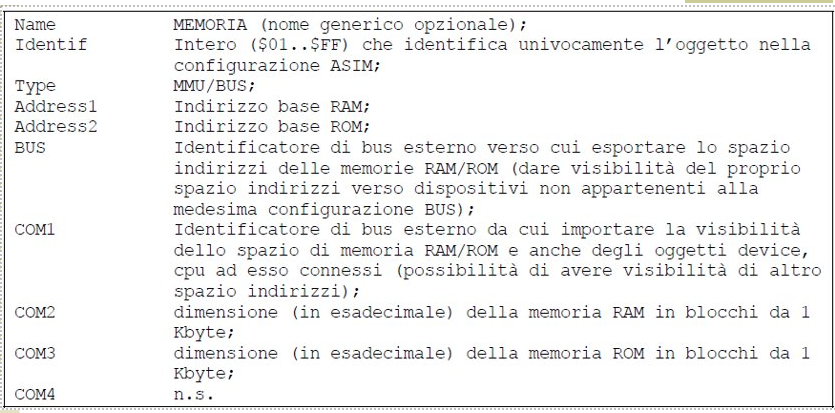 Name MEMORIA (nome generico opzionale);
Identif Intero ($01..$FF) che identifica univocamente l'oggetto nella
configurazione ASIM;
Type MMU/BUS;
Address1 Indirizzo base RAM;
Address2 Indirizzo base ROM;
BUS Identificatore di bus esterno verso cui esportare lo spazio
indirizzi delle memorie RAM/ROM (dare visibilità del proprio
spazio indirizzi verso dispositivi non appartenenti alla
medesima configurazione BUS);
COM1 Identificatore di bus esterno da cui importare la visibilità
dello spazio di memoria RAM/ROM e anche degli oggetti device,
cpu ad esso connessi (possibilità di avere visibilità di altro
spazio indirizzi);
COM2 dimensione (in esadecimale) della memoria RAM in blocchi da 1
Kbyte;
COM3 dimensione (in esadecimale) della memoria ROM in blocchi da 1
Kbyte;
COM4 n.s.